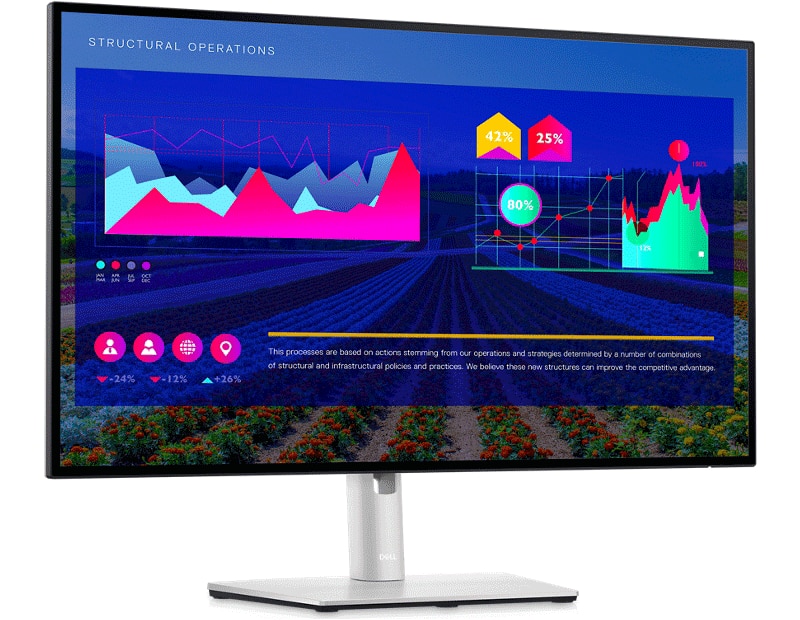 STRUCTURAL OPERATIONS
42% 25%
100%
80%
12%
JAN APR JUL OCT
MAR JUN SEP DEC
-24% -12% +26%
This processes are based on actions stemming from our operations and strategies determined by a number of combinations
of structural and infrastructural policies and practices. We believe these new structures can improve the competitive advantage.
DELL